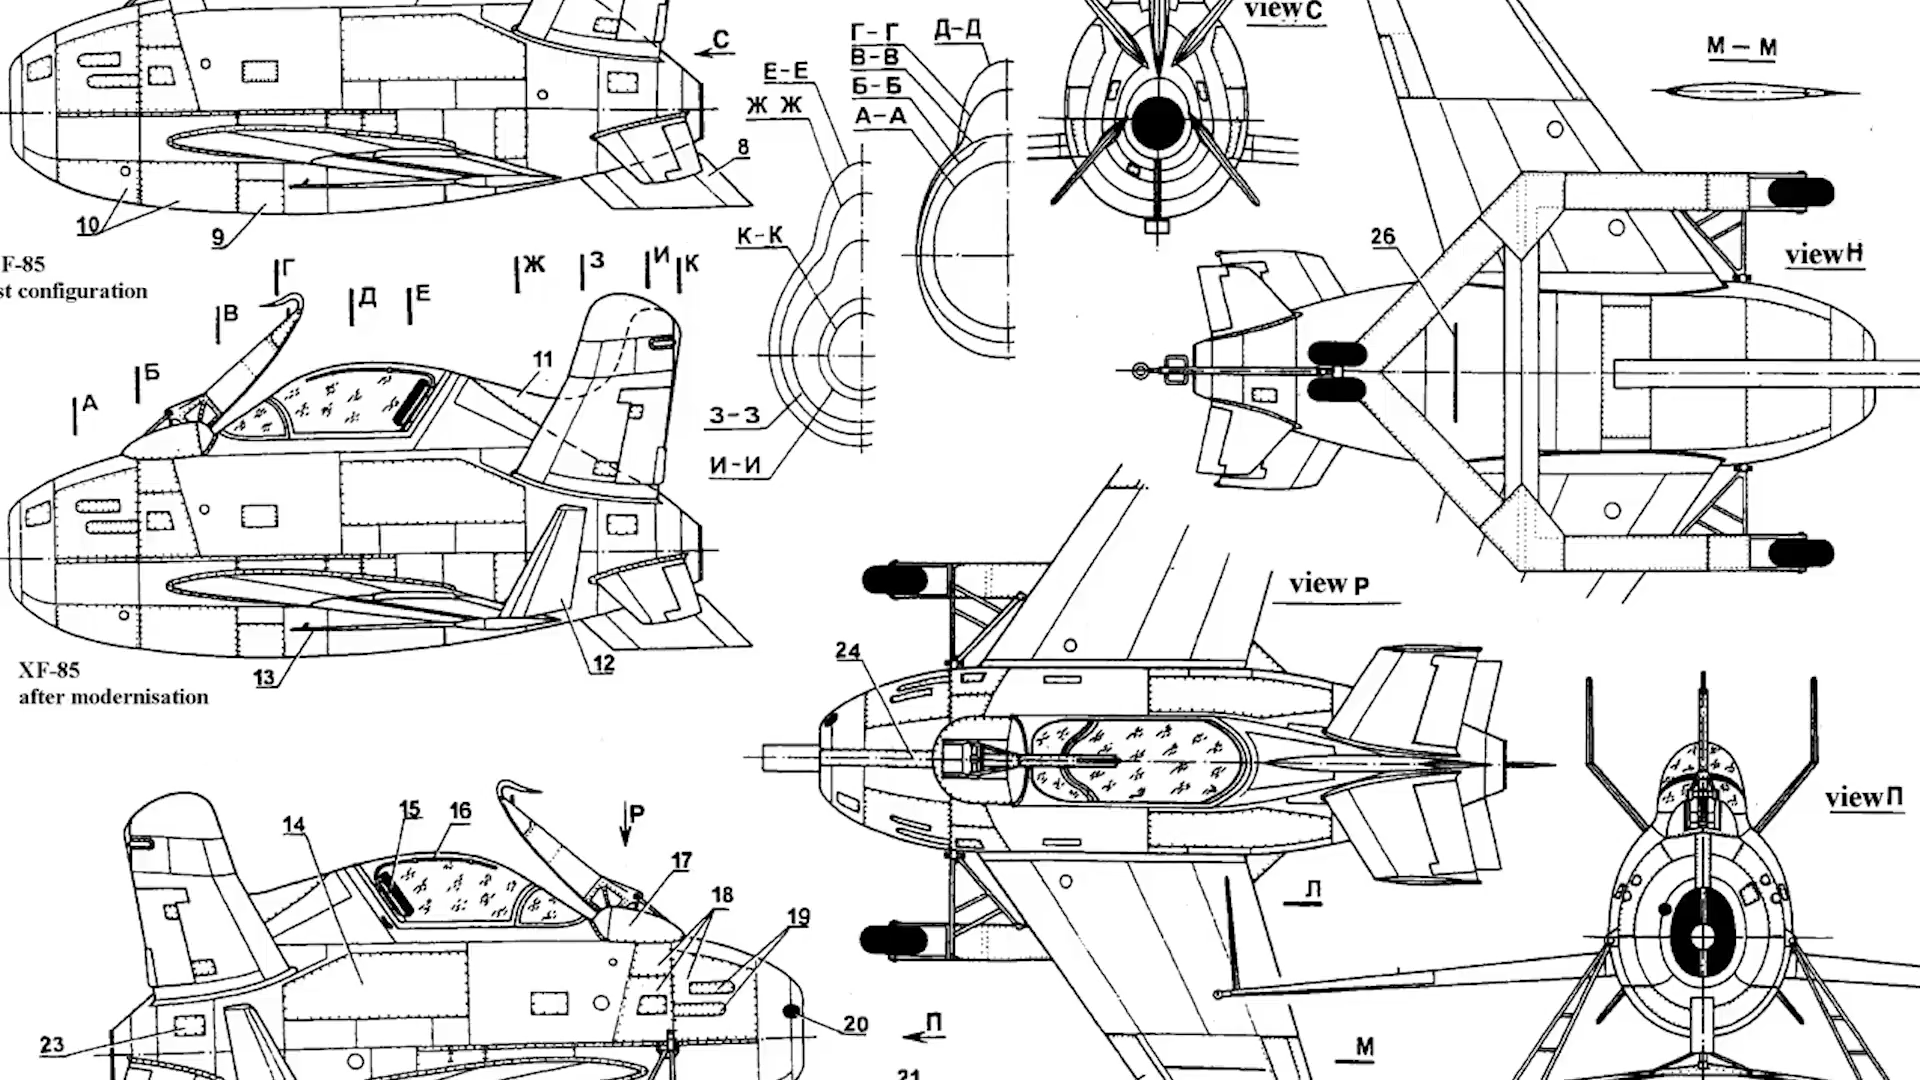 view C
Г–Г
Д–Д
М – М
С
В–В
Е–Е
Б–Б
Ж Ж
А–А
8
10
9
К–К
26
view Н
F-85
st configuration
Г
Ж
З
И
К
Д
Е
В
11
Б
А
З–З
И–И
view Р
24
12
13
XF-85
after modernisation
view П
15
16
Р
14
17
18
19
Л
20
П
23
М
21